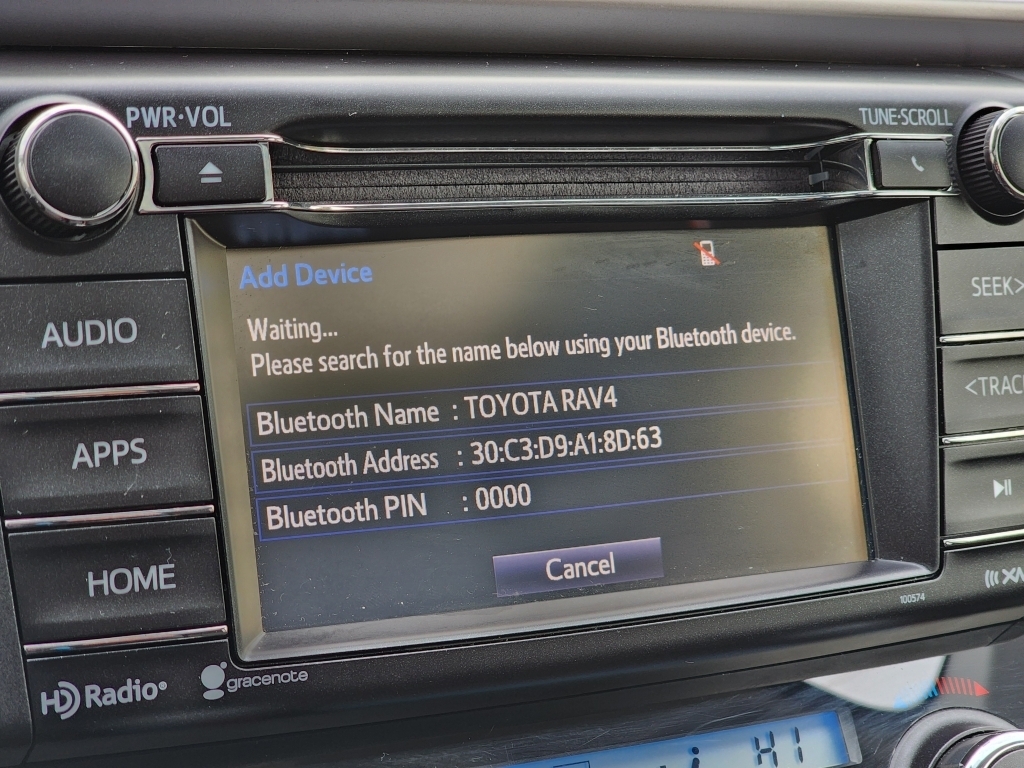 PWR·VOL
TUNE·SCROLL
Add Device
Waiting...
Please search for the name below using your Bluetooth device.
Bluetooth Name : TOYOTA RAV4
Bluetooth Address : 30:C3:D9:A1:8D:63
Bluetooth PIN : 0000
Cancel
AUDIO
APPS
HOME
SEEK>
HD Radio
gracenote
100574
HI